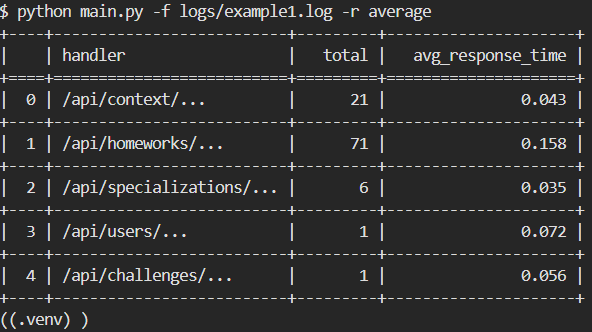 $ python main.py -f logs/example1.log -r average
+----+--------------------------+---------+---------------------+
|    | handler                  |   total |   avg_response_time |
+====+==========================+=========+=====================+
|  0 | /api/context/...         |      21 |               0.043 |
+----+--------------------------+---------+---------------------+
|  1 | /api/homeworks/...       |      71 |               0.158 |
+----+--------------------------+---------+---------------------+
|  2 | /api/specializations/... |       6 |               0.035 |
+----+--------------------------+---------+---------------------+
|  3 | /api/users/...           |       1 |               0.072 |
+----+--------------------------+---------+---------------------+
|  4 | /api/challenges/...      |       1 |               0.056 |
+----+--------------------------+---------+---------------------+
((.venv) )